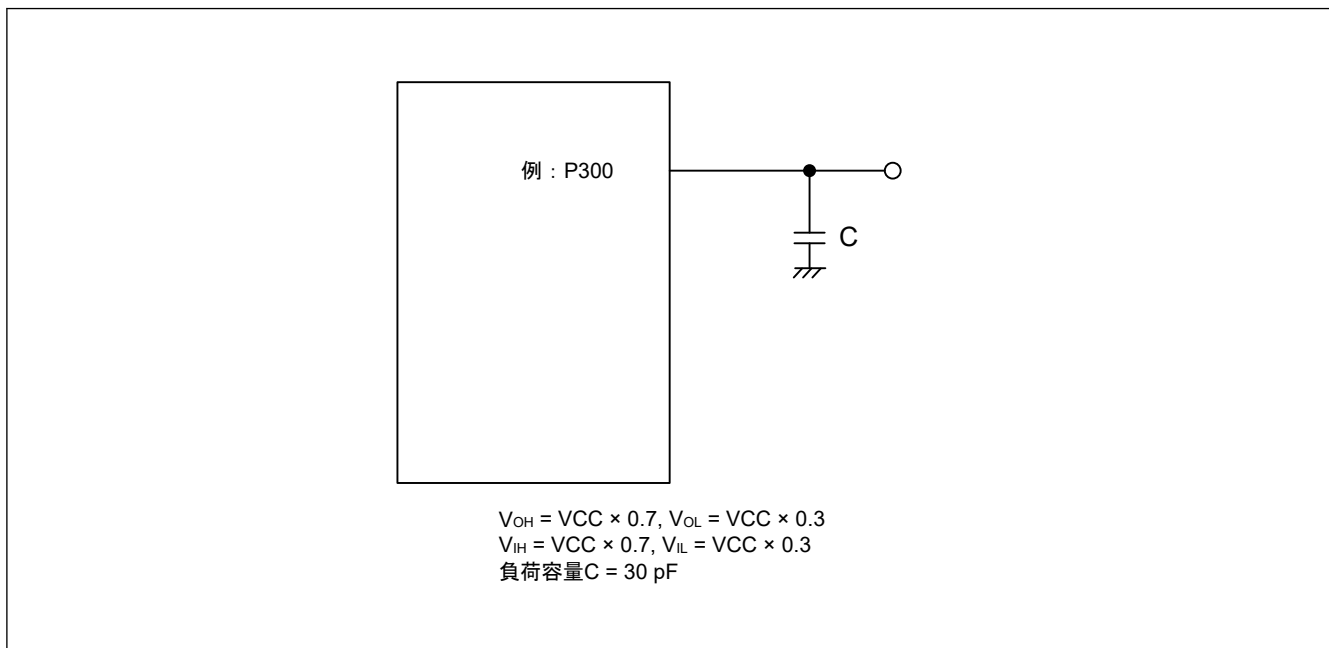 例：P300
C
VOH = VCC × 0.7, VOL = VCC × 0.3
VIH = VCC × 0.7, VIL = VCC × 0.3
負荷容量C = 30 pF